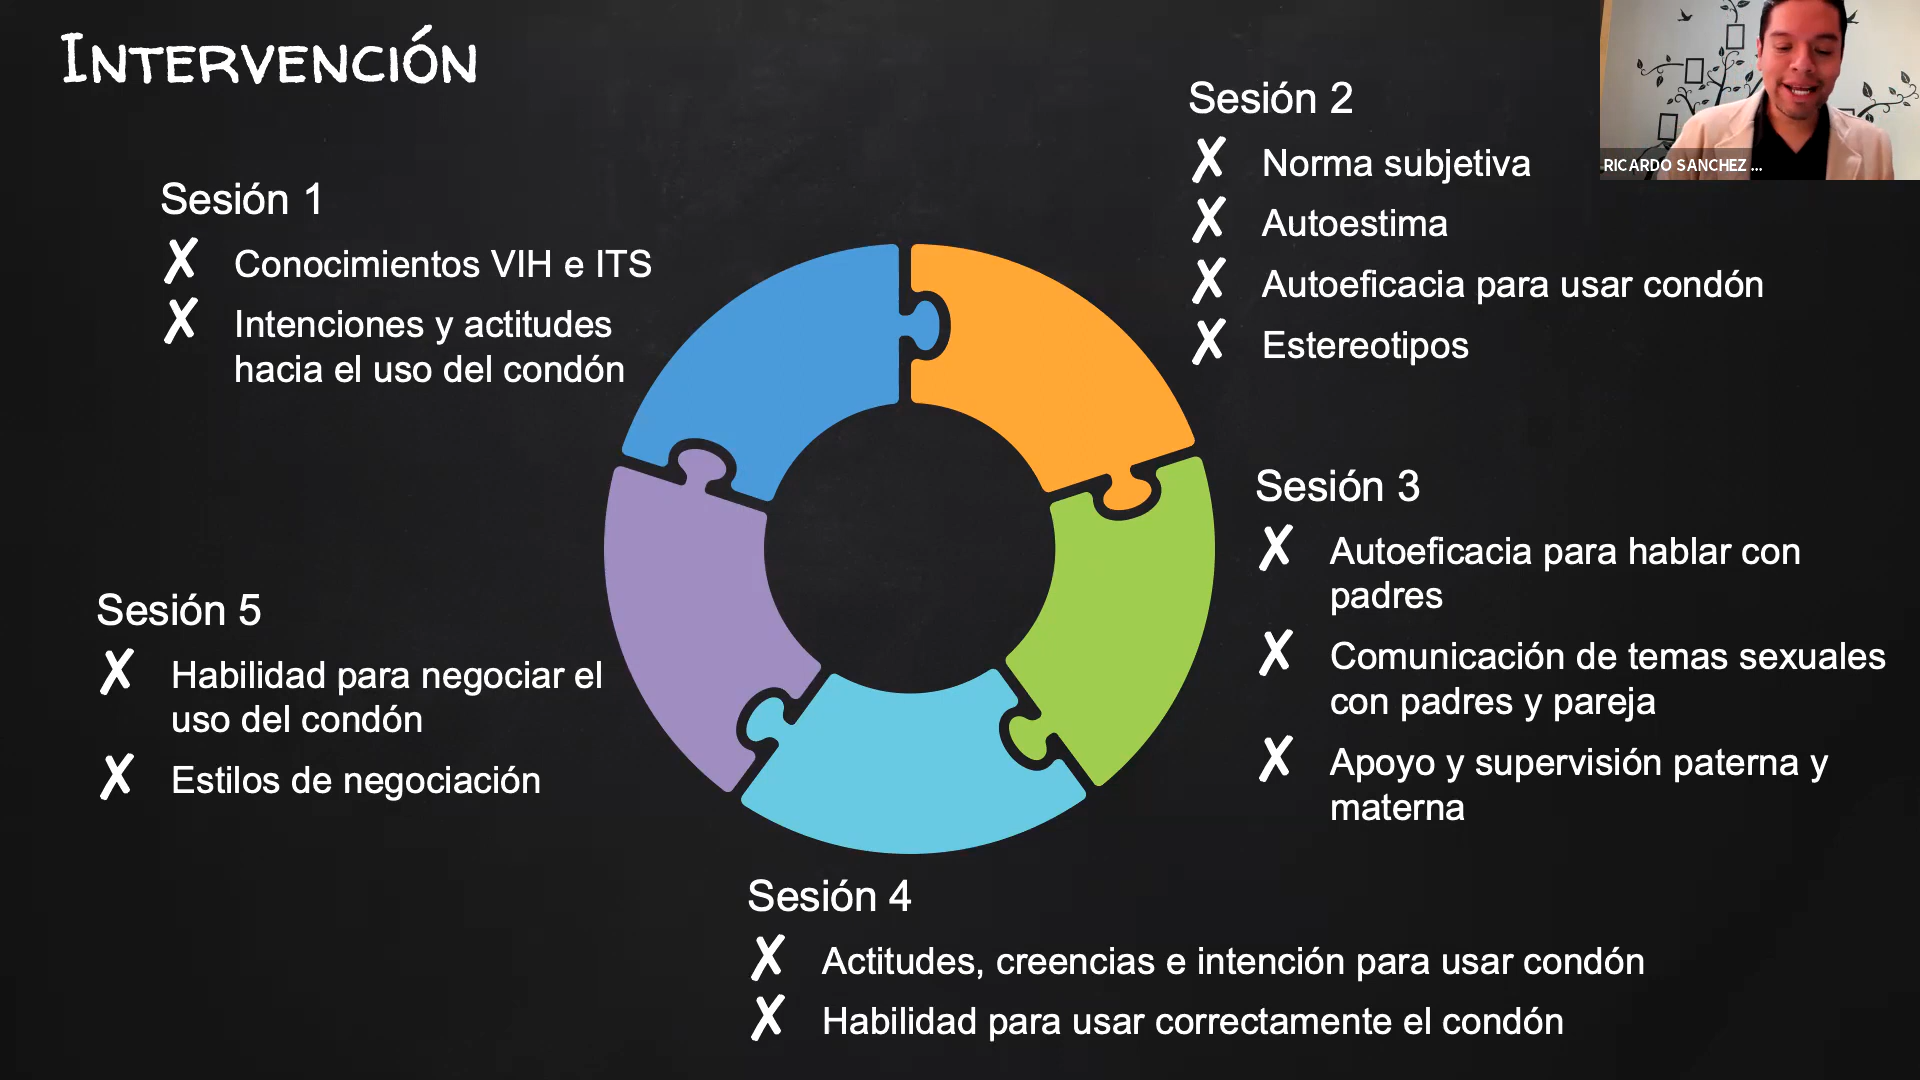 INTERVENCIÓN
Sesión 1
✗ Conocimientos VIH e ITS
✗ Intenciones y actitudes
hacia el uso del condón
Sesión 2
✗ Norma subjetiva
✗ Autoestima
✗ Autoeficacia para usar condón
✗ Estereotipos
RICARDO SANCHEZ ...
Sesión 3
✗ Autoeficacia para hablar con
padres
✗ Comunicación de temas sexuales
con padres y pareja
✗ Apoyo y supervisión paterna y
materna
Sesión 4
✗ Actitudes, creencias e intención para usar condón
✗ Habilidad para usar correctamente el condón
Sesión 5
✗ Habilidad para negociar el
uso del condón
✗ Estilos de negociación